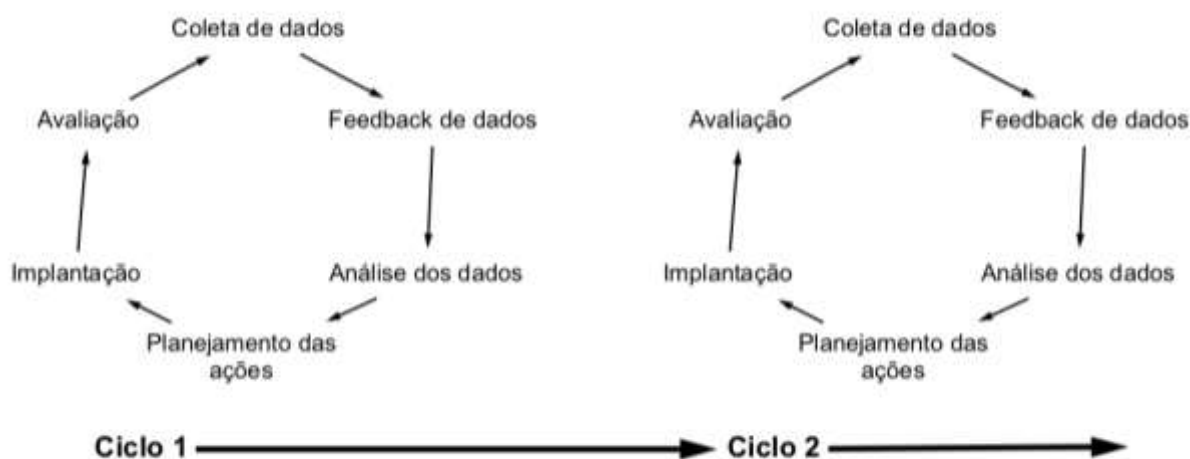 Coleta de dados
Feedback de dados
Análise dos dados
Planejamento das
ações
Implantação
Avaliação
Coleta de dados
Feedback de dados
Análise dos dados
Planejamento das
ações
Implantação
Avaliação
Ciclo 1
Ciclo 2